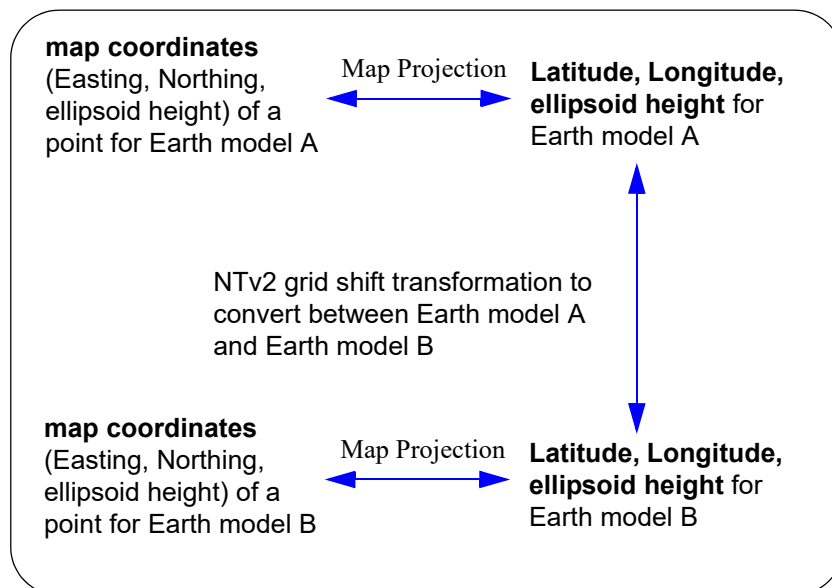 map coordinates
(Easting, Northing,
ellipsoid height) of a
point for Earth model A
Map Projection
Latitude, Longitude,
ellipsoid height for
Earth model A
NTv2 grid shift transformation to
convert between Earth model A
and Earth model B
map coordinates
(Easting, Northing,
ellipsoid height) of a
point for Earth model B
Map Projection
Latitude, Longitude,
ellipsoid height for
Earth model B